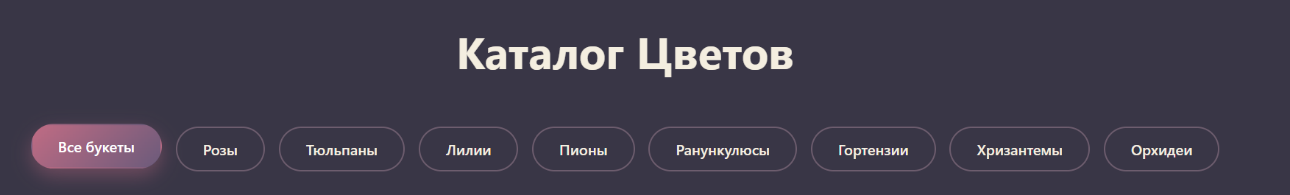 Каталог Цветов
Все букеты Розы Тюльпаны Лилии Пионы Ранункулюсы Гортензии Хризантемы Орхидеи